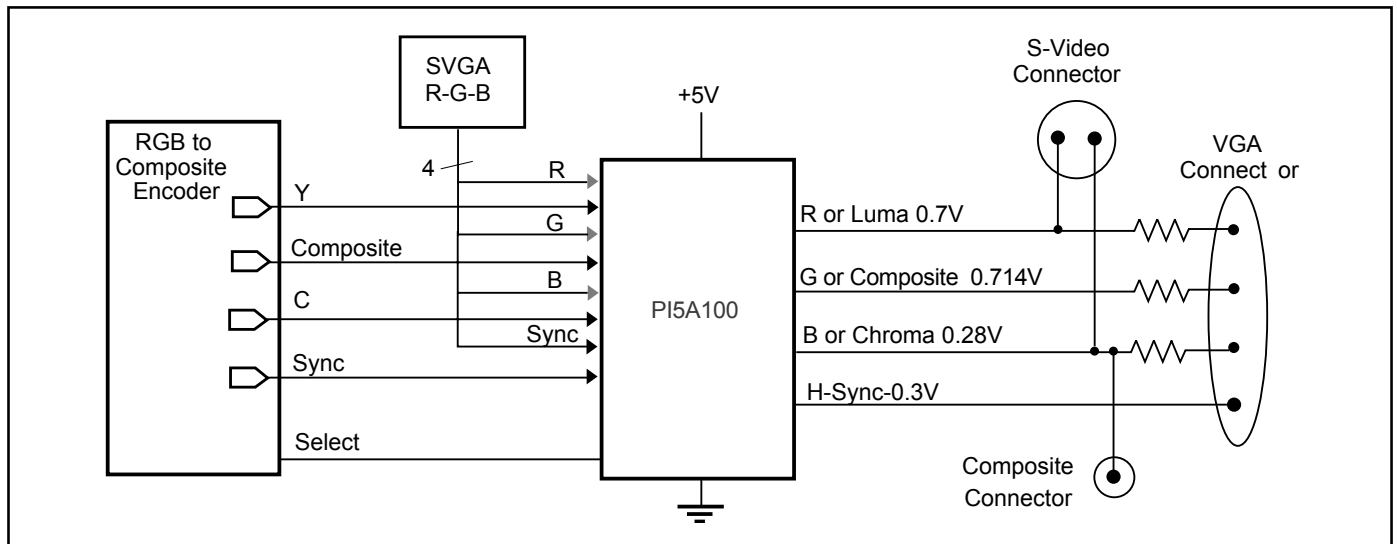 SVGA
R-G-B
S-Video
Connector
+5V
RGB to
Composite
Encoder
VGA
Connect or
4
R
Y
R or Luma 0.7V
G
Composite
G or Composite 0.714V
B
PI5A100
C
B or Chroma 0.28V
Sync
Sync
H-Sync-0.3V
Select
Composite
Connector